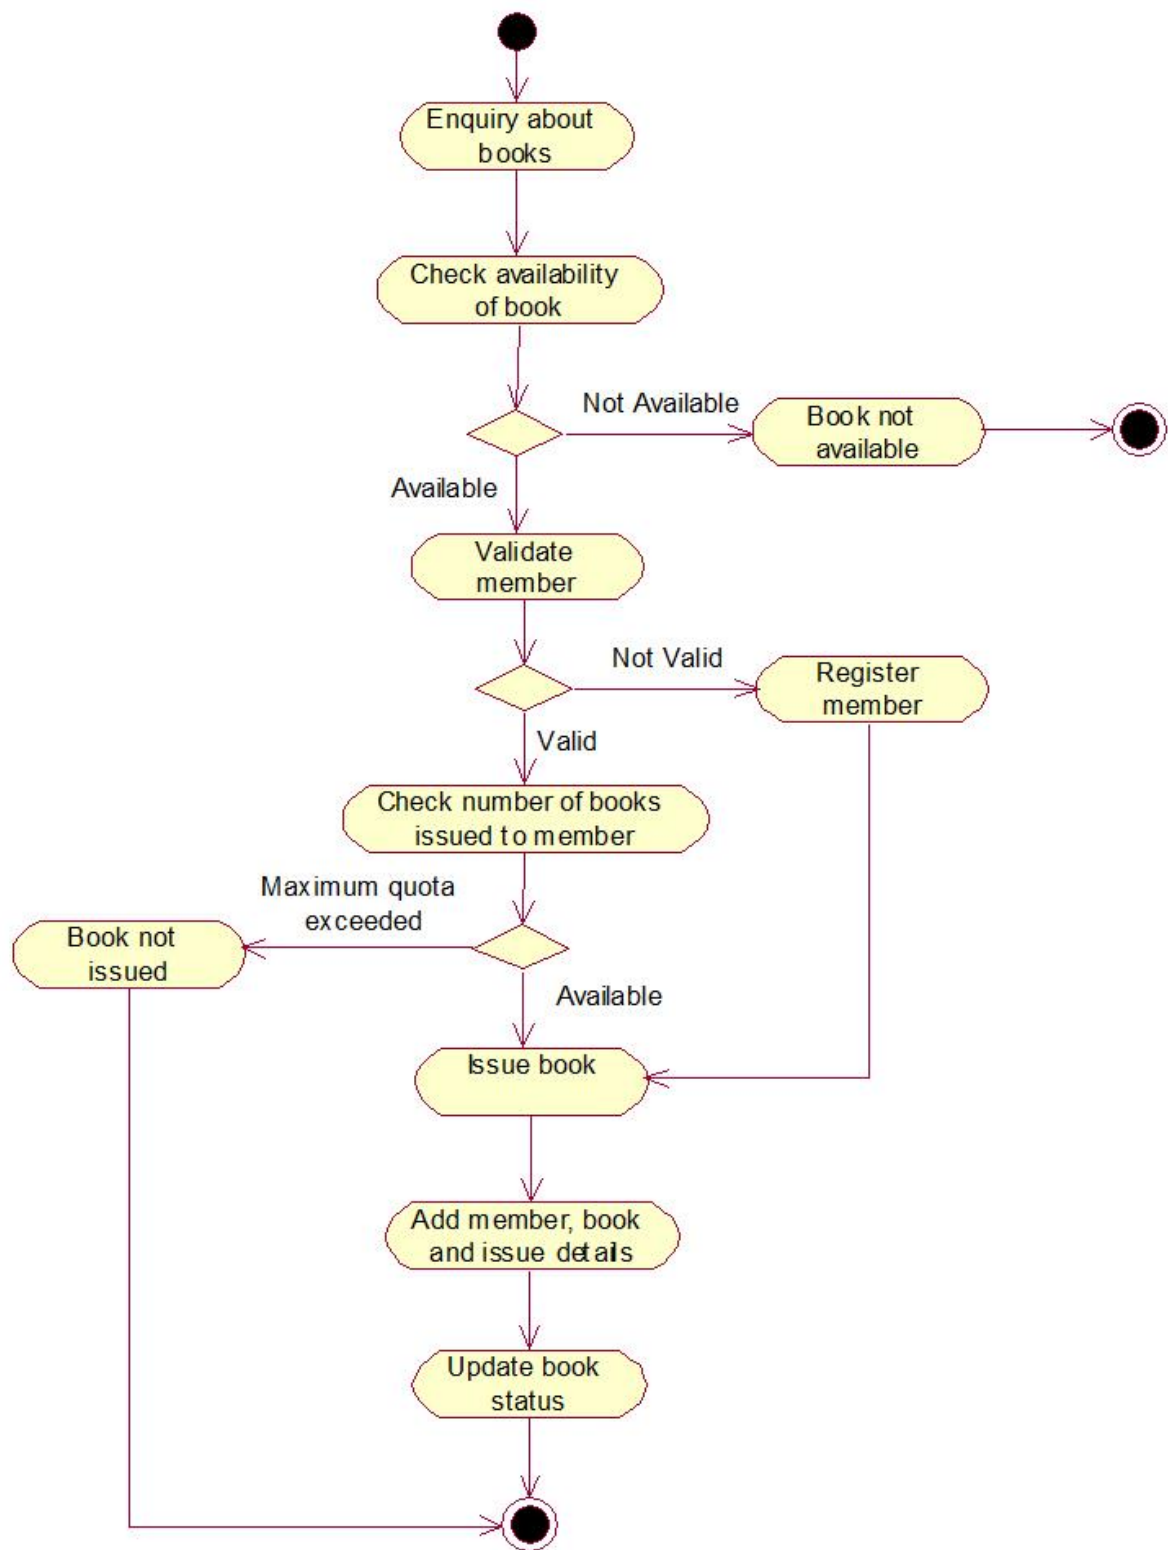 Enquiry about
books
Check availability
of book
Not Available
Book not
available
Available
Validate
member
Not Valid
Register
member
Valid
Check number of books
issued to member
Maximum quota
exceeded
Book not
issued
Available
Issue book
Add member, book
and issue details
Update book
status